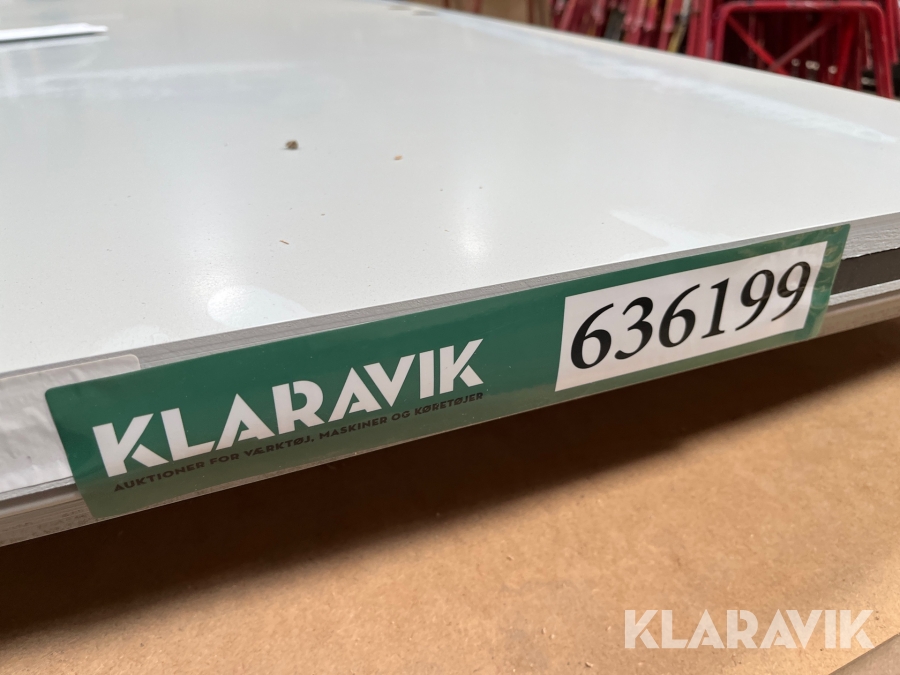 KLARAVIK
AUKTIONER FOR VÆRKTØJ, MASKINER OG KØRETØJER
636199
KLARAVIK